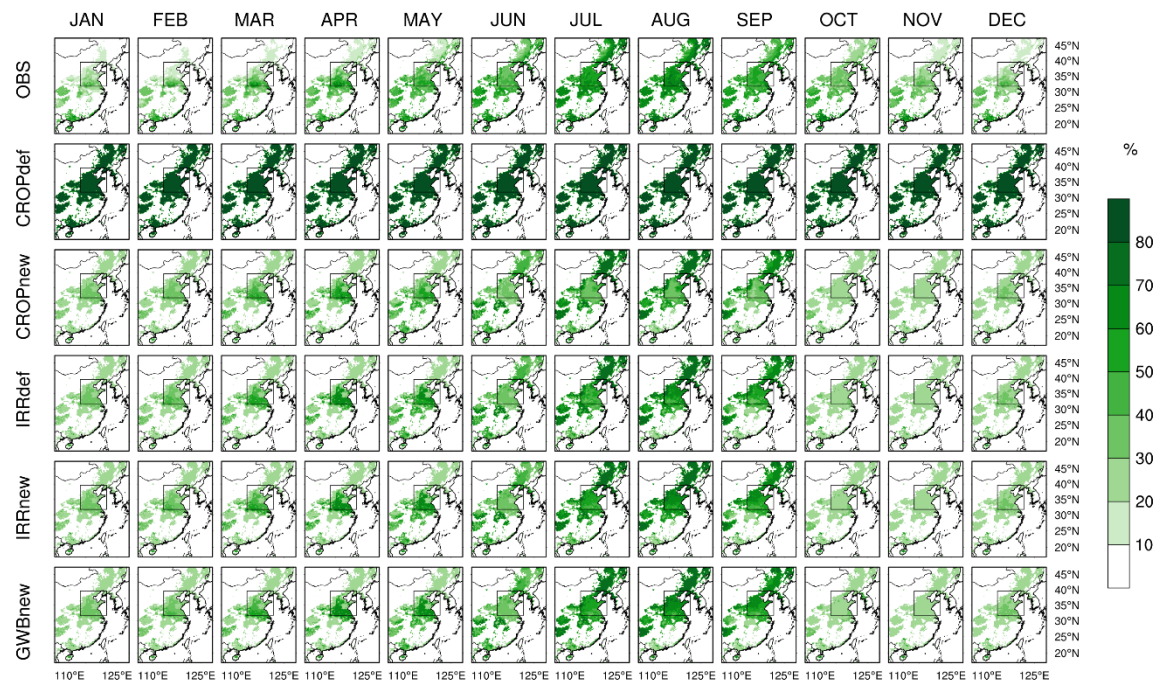 JAN FEB MAR APR MAY JUN JUL AUG SEP OCT NOV DEC
OBS
45°N
40°N
35°N
30°N
25°N
20°N
CROPdef
45°N
40°N
35°N
30°N
25°N
20°N
CROPnew
45°N
40°N
35°N
30°N
25°N
20°N
IRRdef
45°N
40°N
35°N
30°N
25°N
20°N
IRRnew
45°N
40°N
35°N
30°N
25°N
20°N
GWBnew
45°N
40°N
35°N
30°N
25°N
20°N
110°E 125°E 110°E 125°E 110°E 125°E 110°E 125°E 110°E 125°E 110°E 125°E 110°E 125°E 110°E 125°E 110°E 125°E 110°E 125°E 110°E 125°E 110°E 125°E
%
80
70
60
50
40
30
20
10